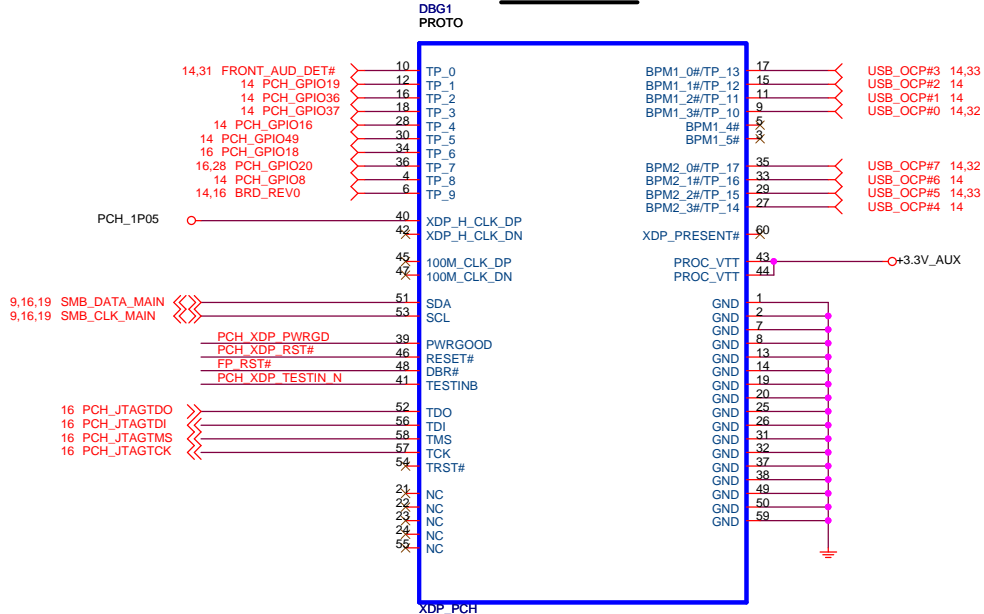 DBG1
PROTO
14,31 FRONT_AUD_DET# 10 TP_0 BPM1_0#/TP_13 17 USB_OCP#3 14,33
14 PCH_GPIO19 12 TP_1 BPM1_1#/TP_12 15 USB_OCP#2 14
14 PCH_GPIO36 16 TP_2 BPM1_2#/TP_11 11 USB_OCP#1 14
14 PCH_GPIO37 18 TP_3 BPM1_3#/TP_10 9 USB_OCP#0 14,32
14 PCH_GPIO16 28 TP_4 BPM1_4# 5
14 PCH_GPIO49 30 TP_5 BPM1_5# 3
16 PCH_GPIO18 34 TP_6
16,28 PCH_GPIO20 36 TP_7 BPM2_0#/TP_17 35 USB_OCP#7 14,32
14 PCH_GPIO8 4 TP_8 BPM2_1#/TP_16 33 USB_OCP#6 14
14,16 BRD_REV0 6 TP_9 BPM2_2#/TP_15 29 USB_OCP#5 14,33
BPM2_3#/TP_14 27 USB_OCP#4 14
PCH_1P05 40 XDP_H_CLK_DP
42 XDP_H_CLK_DN XDP_PRESENT# 60
45 100M_CLK_DP PROC_VTT 43 +3.3V_AUX
47 100M_CLK_DN PROC_VTT 44
9,16,19 SMB_DATA_MAIN 51 SDA GND 1
9,16,19 SMB_CLK_MAIN 53 SCL GND 2
GND 7
PCH_XDP_PWRGD 39 PWRGOOD GND 8
PCH_XDP_RST# 46 RESET# GND 13
FP_RST# 48 DBR# GND 14
PCH_XDP_TESTIN_N 41 TESTINB GND 19
GND 20
16 PCH_JTAGTDO 52 TDO GND 25
16 PCH_JTAGTDI 56 TDI GND 26
16 PCH_JTAGTMS 58 TMS GND 31
16 PCH_JTAGTCK 57 TCK GND 32
54 TRST# GND 37
GND 38
21 NC GND 49
22 NC GND 50
23 NC GND 59
24 NC
55 NC
XDP_PCH